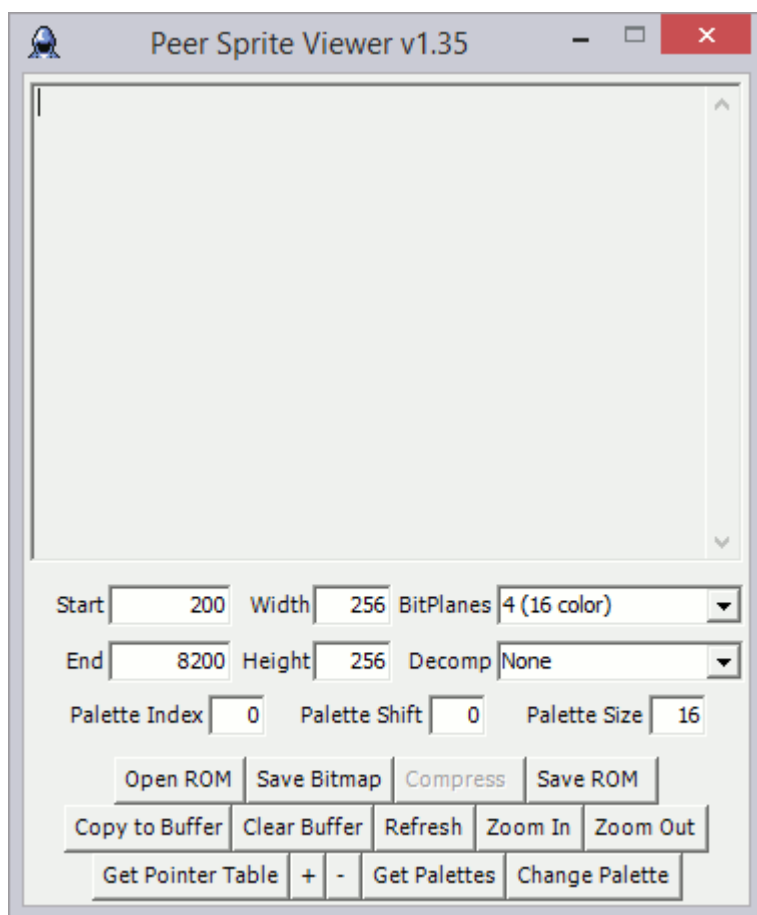 Peer Sprite Viewer v1.35
Start 200 Width 256 BitPlanes 4 (16 color)
End 8200 Height 256 Decomp None
Palette Index 0 Palette Shift 0 Palette Size 16
Open ROM Save Bitmap Compress Save ROM
Copy to Buffer Clear Buffer Refresh Zoom In Zoom Out
Get Pointer Table + - Get Palettes Change Palette